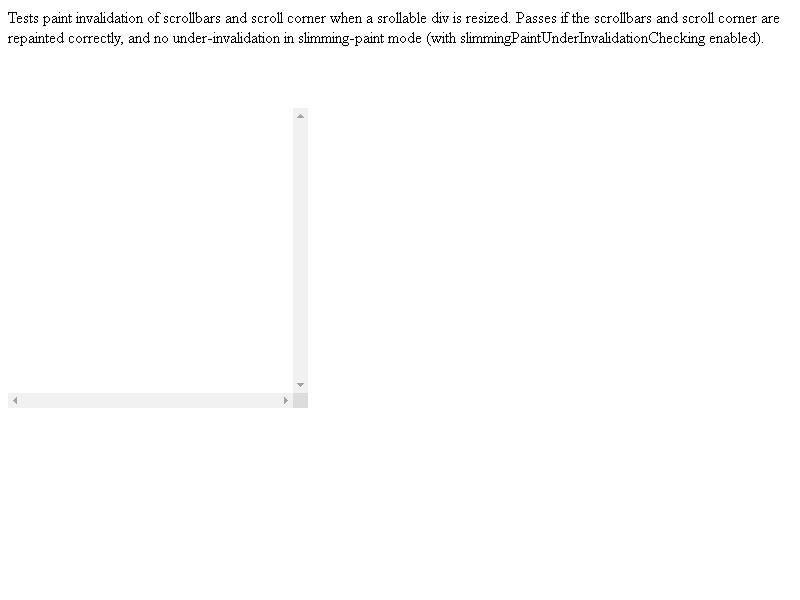 Tests paint invalidation of scrollbars and scroll corner when a srollable div is resized. Passes if the scrollbars and scroll corner are
repainted correctly, and no under-invalidation in slimming-paint mode (with slimmingPaintUnderInvalidationChecking enabled).